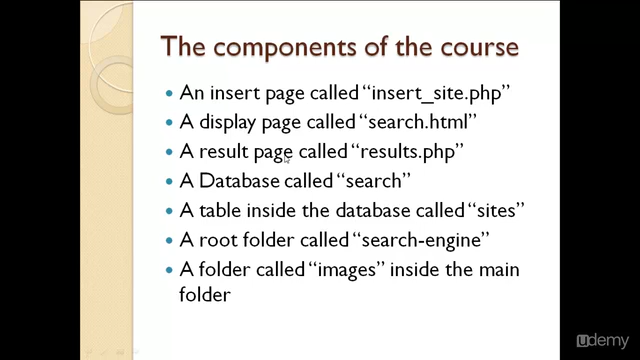 The components of the course
An insert page called “insert_site.php”
A display page called “search.html”
A result page called “results.php”
A Database called “search”
A table inside the database called “sites”
A root folder called “search-engine”
A folder called “images” inside the main
folder
udemy